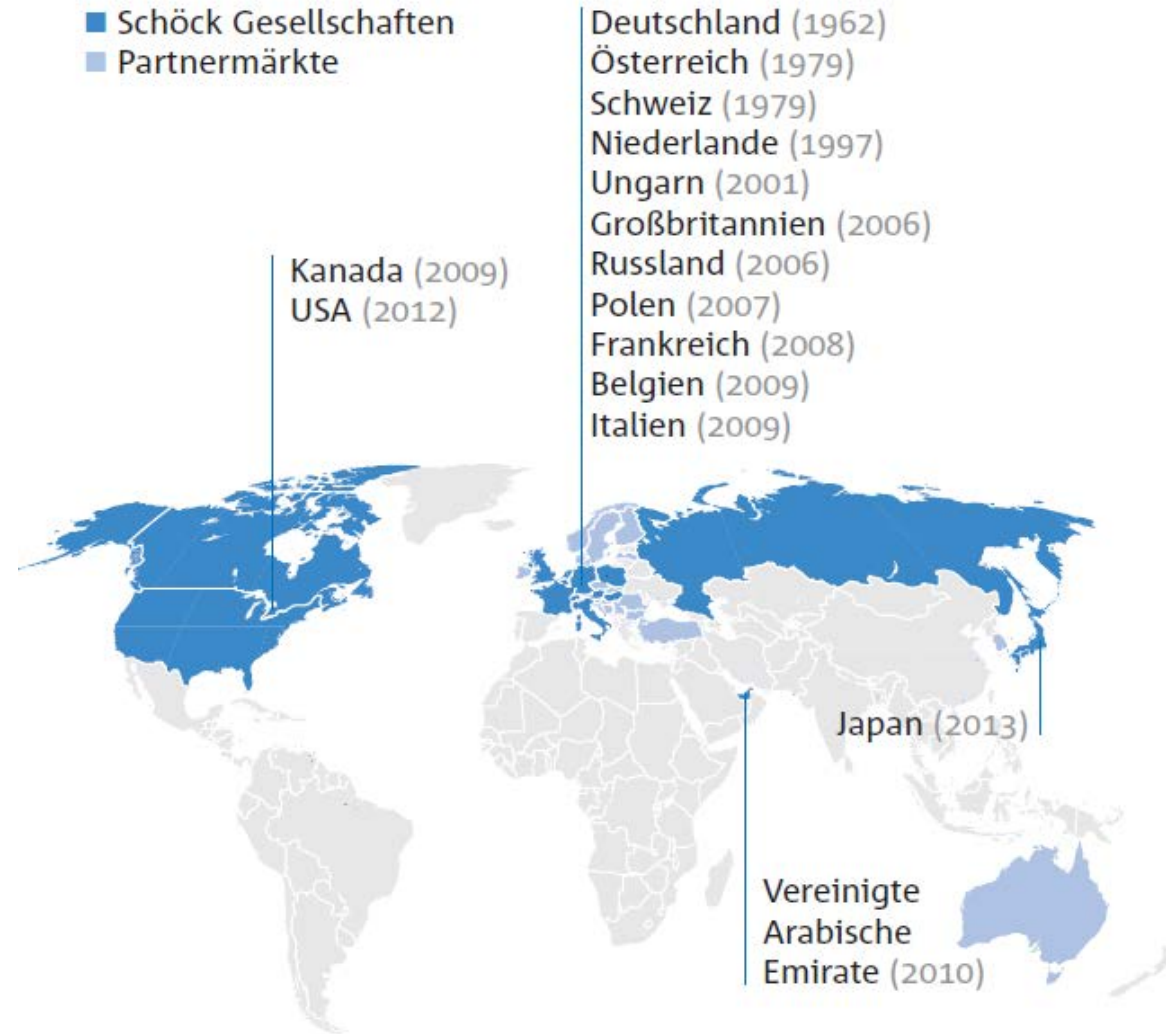 Schöck Gesellschaften
Partnermärkte
Deutschland (1962)
Österreich (1979)
Schweiz (1979)
Niederlande (1997)
Ungarn (2001)
Großbritannien (2006)
Russland (2006)
Polen (2007)
Frankreich (2008)
Belgien (2009)
Italien (2009)
Kanada (2009)
USA (2012)
Japan (2013)
Vereinigte
Arabische
Emirate (2010)